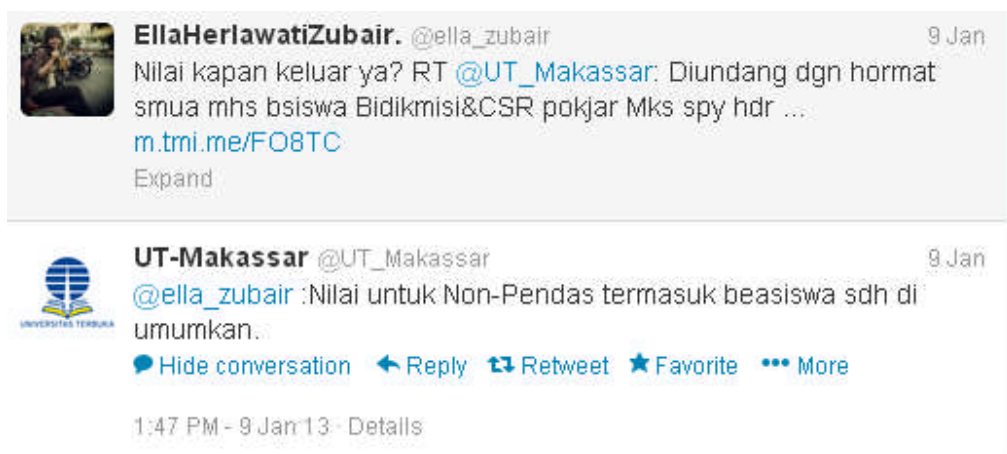 EllaHerlawatiZubair. @ella_zubair 9 Jan
Nilai kapan keluar ya? RT @UT_Makassar: Diundang dgn hormat
smua mhs bsiswa Bidikmisi&CSR pokjar Mks spy hdr ...
m.tmi.me/FO8TC
Expand
UT-Makassar @UT_Makassar 9 Jan
@ella_zubair :Nilai untuk Non-Pendas termasuk beasiswa sdh di
umumkan.
UNIVERSITAS TERBUKA
Hide conversation Reply Retweet Favorite More
1:47 PM - 9 Jan 13 · Details